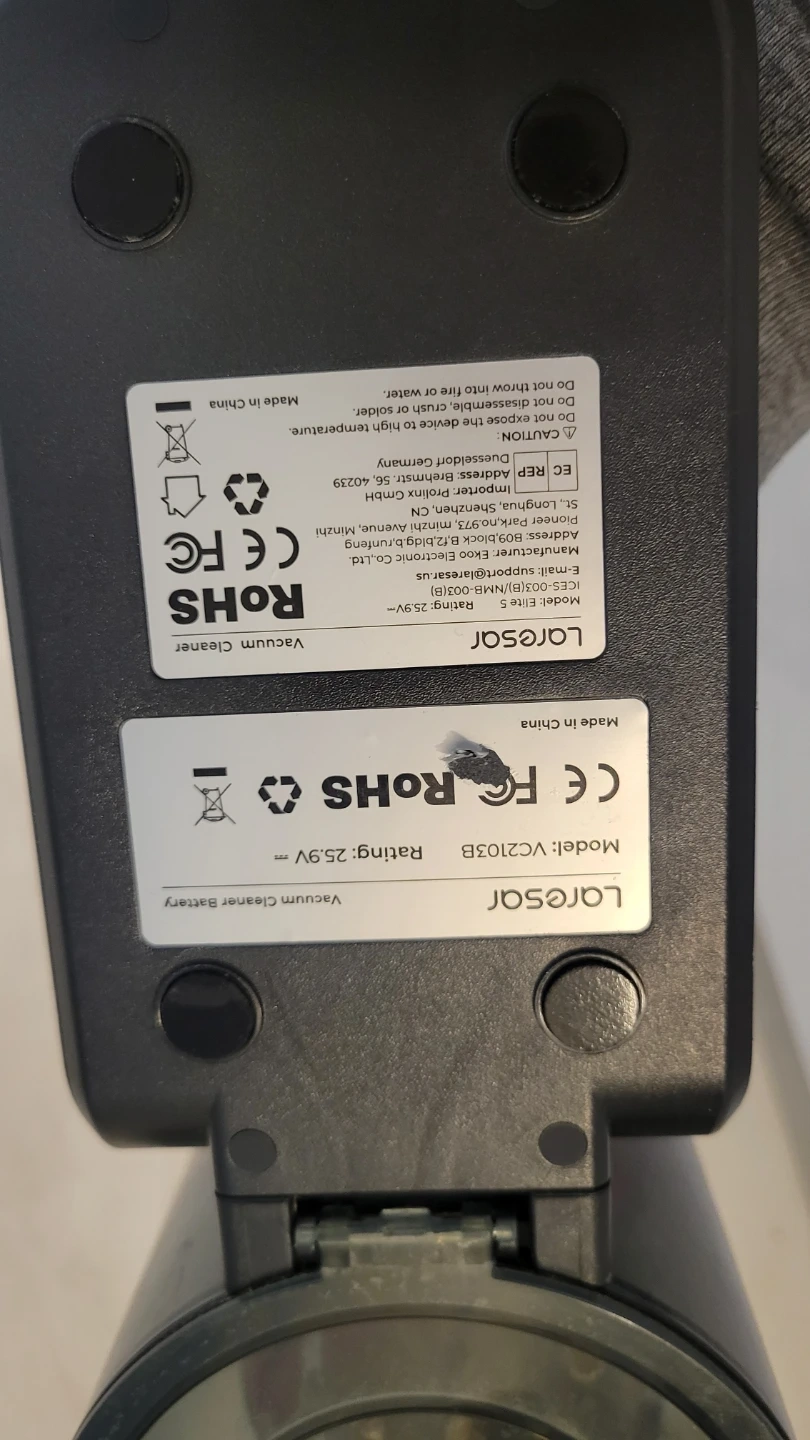 Laresar Vacuum Cleaner Battery
Model: VC2103B Rating: 25.9V⎓
CE FC RoHS
Made in China
Laresar Vacuum Cleaner
Model: Elite 5 Rating: 25.9V⎓
ICES-003(B)/NMB-003(B)
E-mail: support@laresar.us
Manufacturer: Ekoo Electronic Co.,Ltd.
Address: B09,block B,f2,bldg.b,runfeng
Pioneer Park,no.973, minzhi Avenue, Minzhi
St., Longhua, Shenzhen, CN
EC REP
Importer: Prolinx GmbH
Address: Brehmstr. 56, 40239
Duesseldorf Germany
RoHS
CE FC
⚠ CAUTION:
Do not expose the device to high temperature.
Do not disassemble, crush or solder.
Do not throw into fire or water.
Made in China